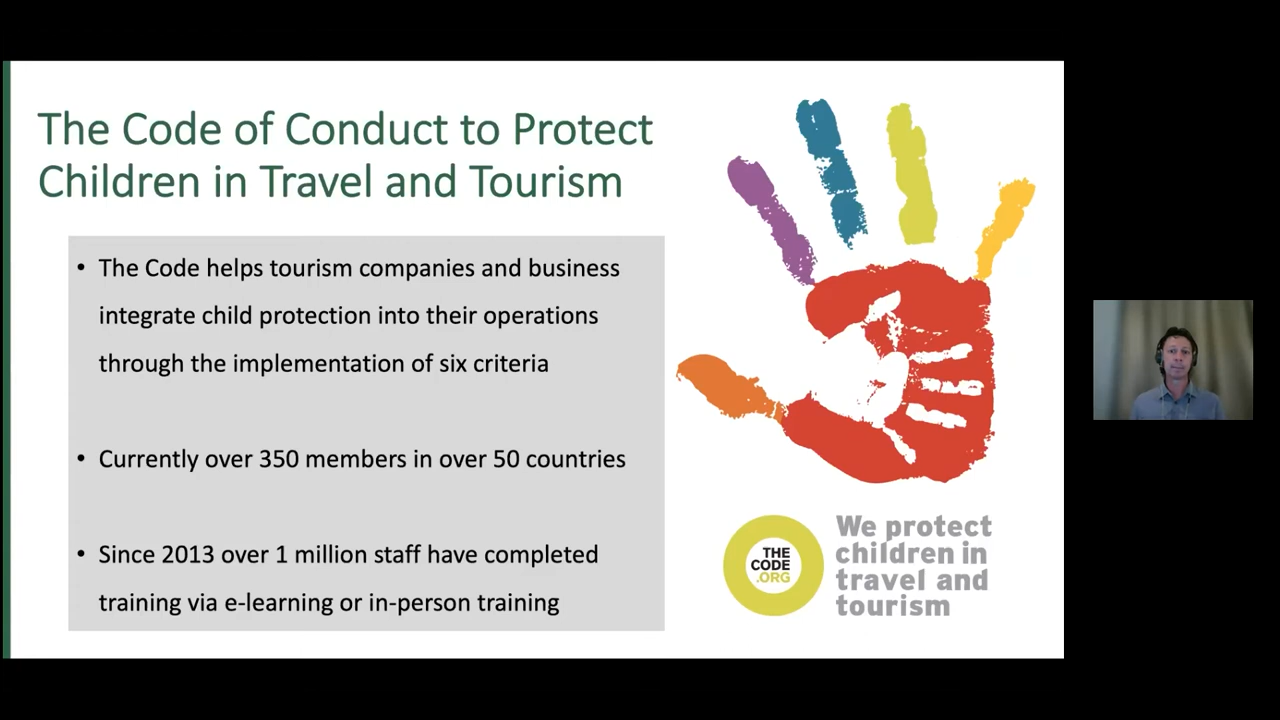 The Code of Conduct to Protect
Children in Travel and Tourism
• The Code helps tourism companies and business
integrate child protection into their operations
through the implementation of six criteria
• Currently over 350 members in over 50 countries
• Since 2013 over 1 million staff have completed
training via e-learning or in-person training
THE
CODE
.ORG
We protect
children in
travel and
tourism